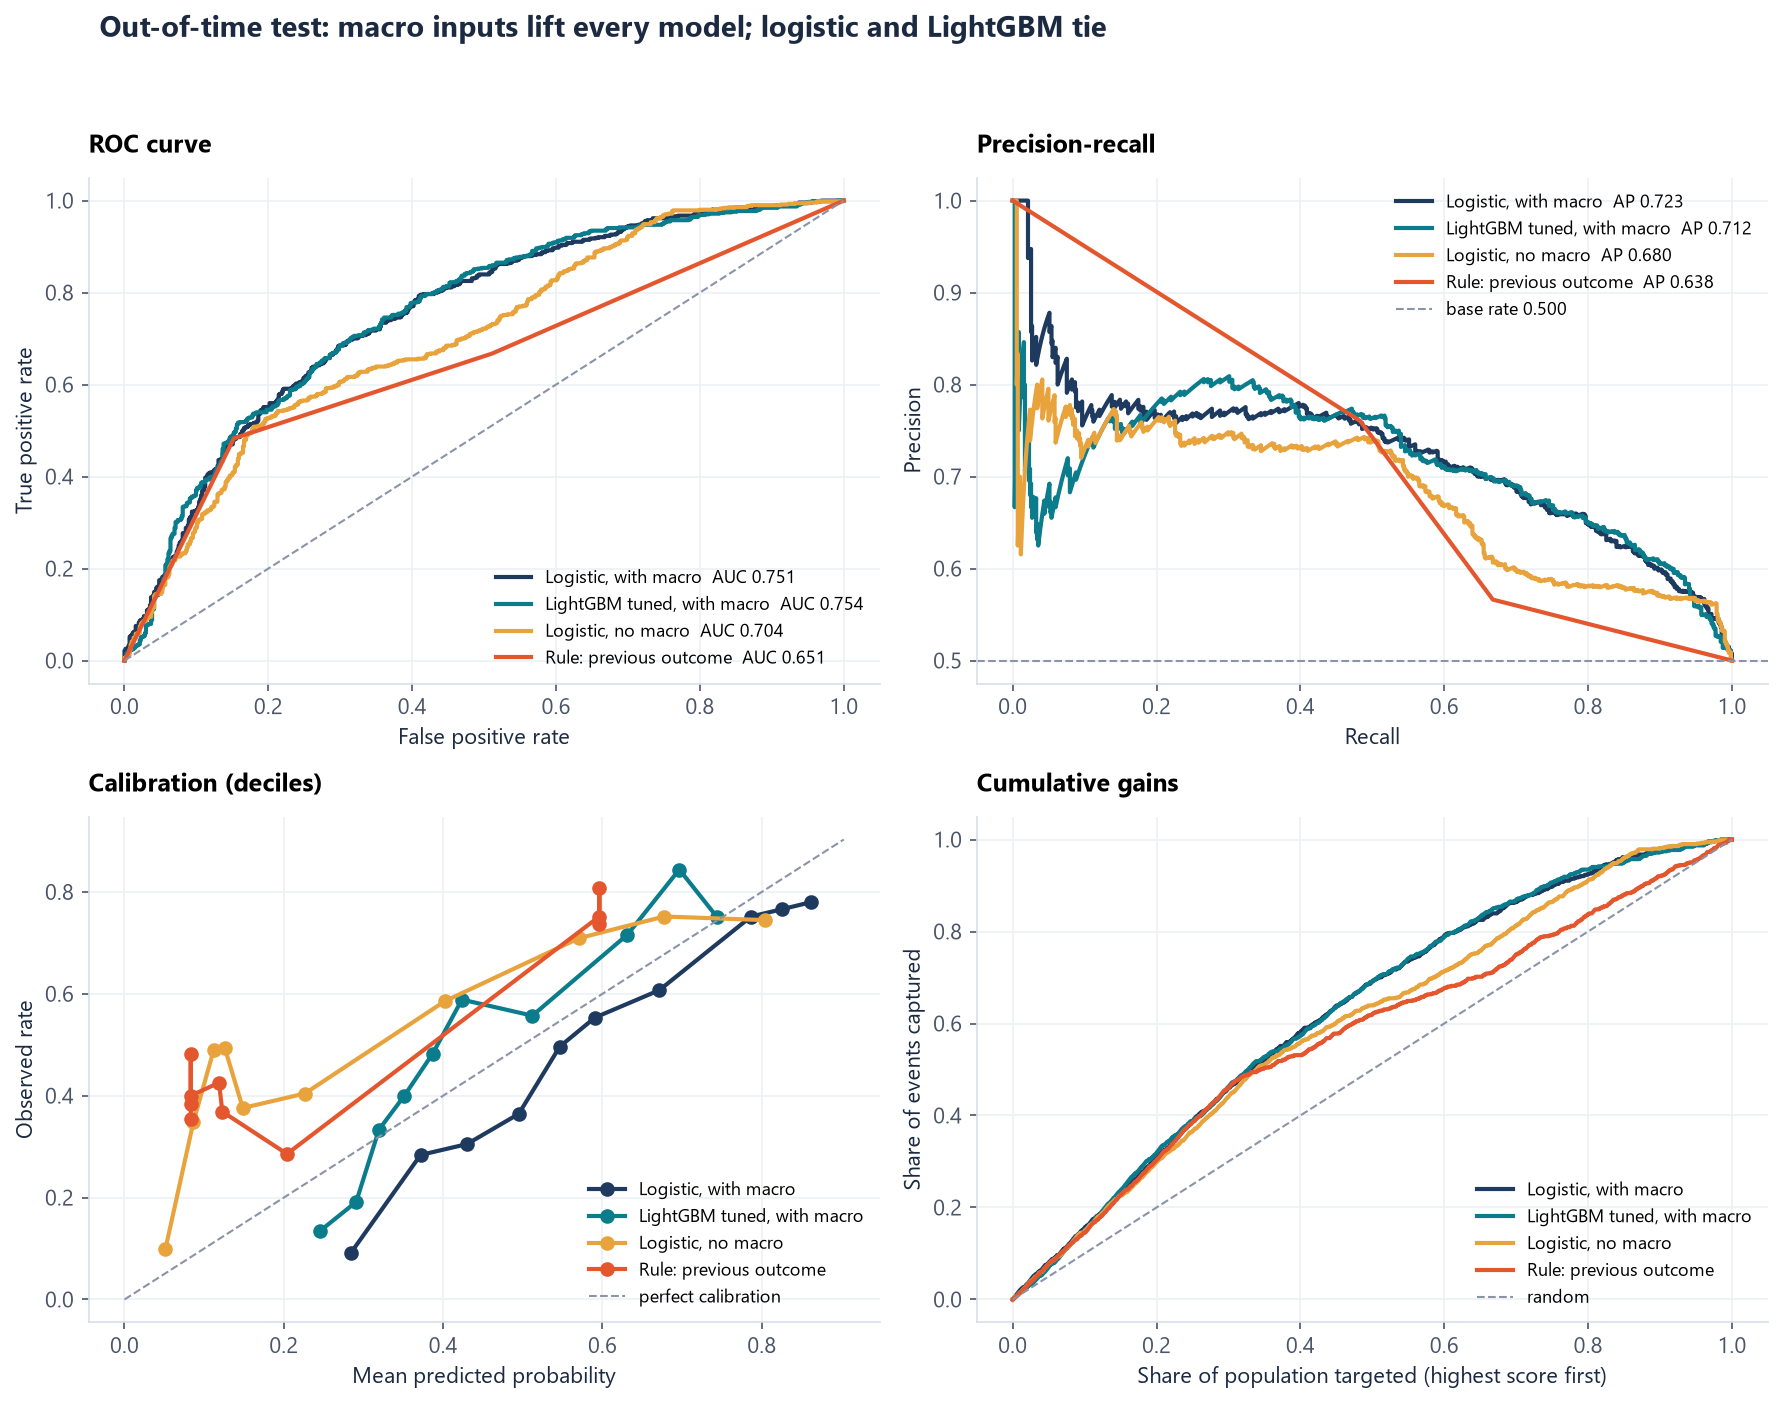 Out-of-time test: macro inputs lift every model; logistic and LightGBM tie
ROC curve
1.0
0.8
0.6
0.4
0.2
0.0
True positive rate
Logistic, with macro  AUC 0.751
LightGBM tuned, with macro  AUC 0.754
Logistic, no macro  AUC 0.704
Rule: previous outcome  AUC 0.651
0.0 0.2 0.4 0.6 0.8 1.0
False positive rate
Precision-recall
1.0
0.9
0.8
0.7
0.6
0.5
Precision
Logistic, with macro  AP 0.723
LightGBM tuned, with macro  AP 0.712
Logistic, no macro  AP 0.680
Rule: previous outcome  AP 0.638
base rate 0.500
0.0 0.2 0.4 0.6 0.8 1.0
Recall
Calibration (deciles)
0.8
0.6
0.4
0.2
0.0
Observed rate
Logistic, with macro
LightGBM tuned, with macro
Logistic, no macro
Rule: previous outcome
perfect calibration
0.0 0.2 0.4 0.6 0.8
Mean predicted probability
Cumulative gains
1.0
0.8
0.6
0.4
0.2
0.0
Share of events captured
Logistic, with macro
LightGBM tuned, with macro
Logistic, no macro
Rule: previous outcome
random
0.0 0.2 0.4 0.6 0.8 1.0
Share of population targeted (highest score first)